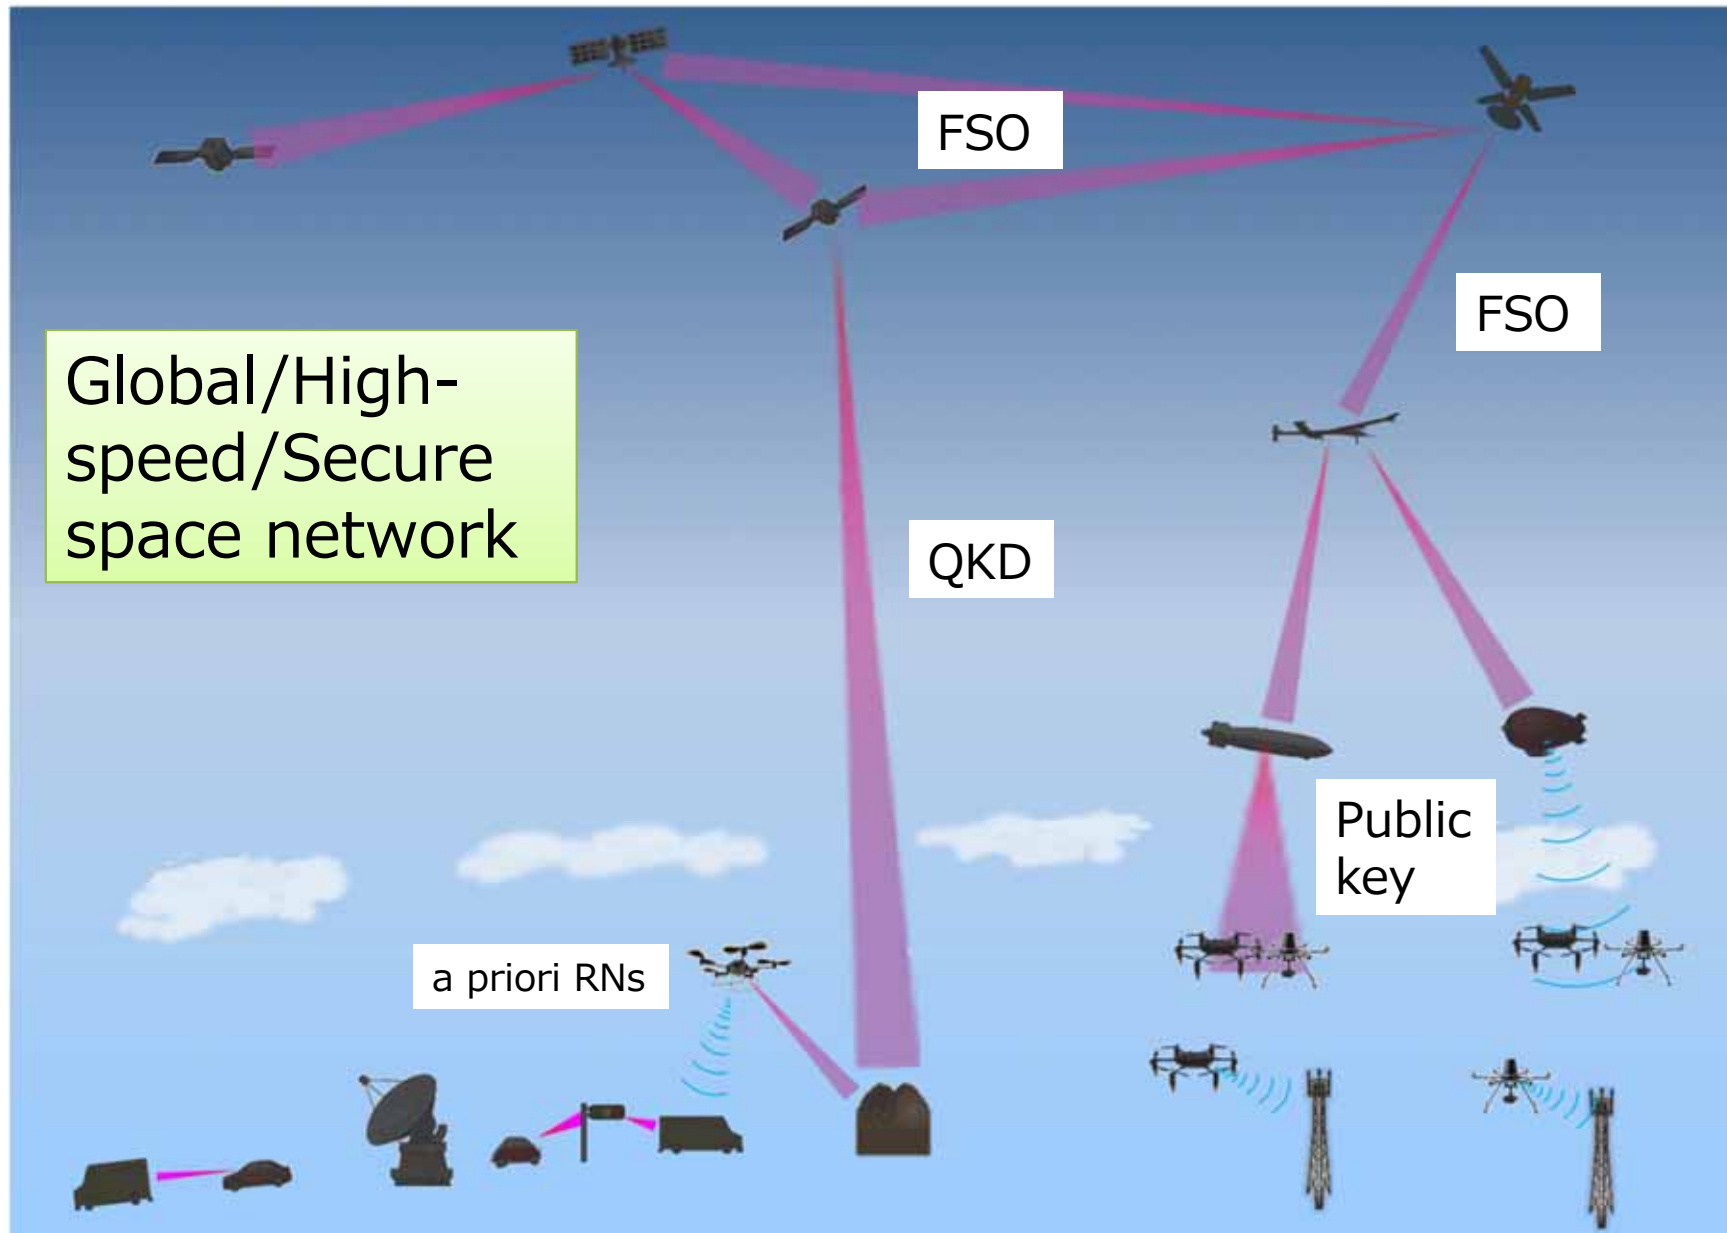 FSO
FSO
Global/High-
speed/Secure
space network
QKD
Public
key
a priori RNs